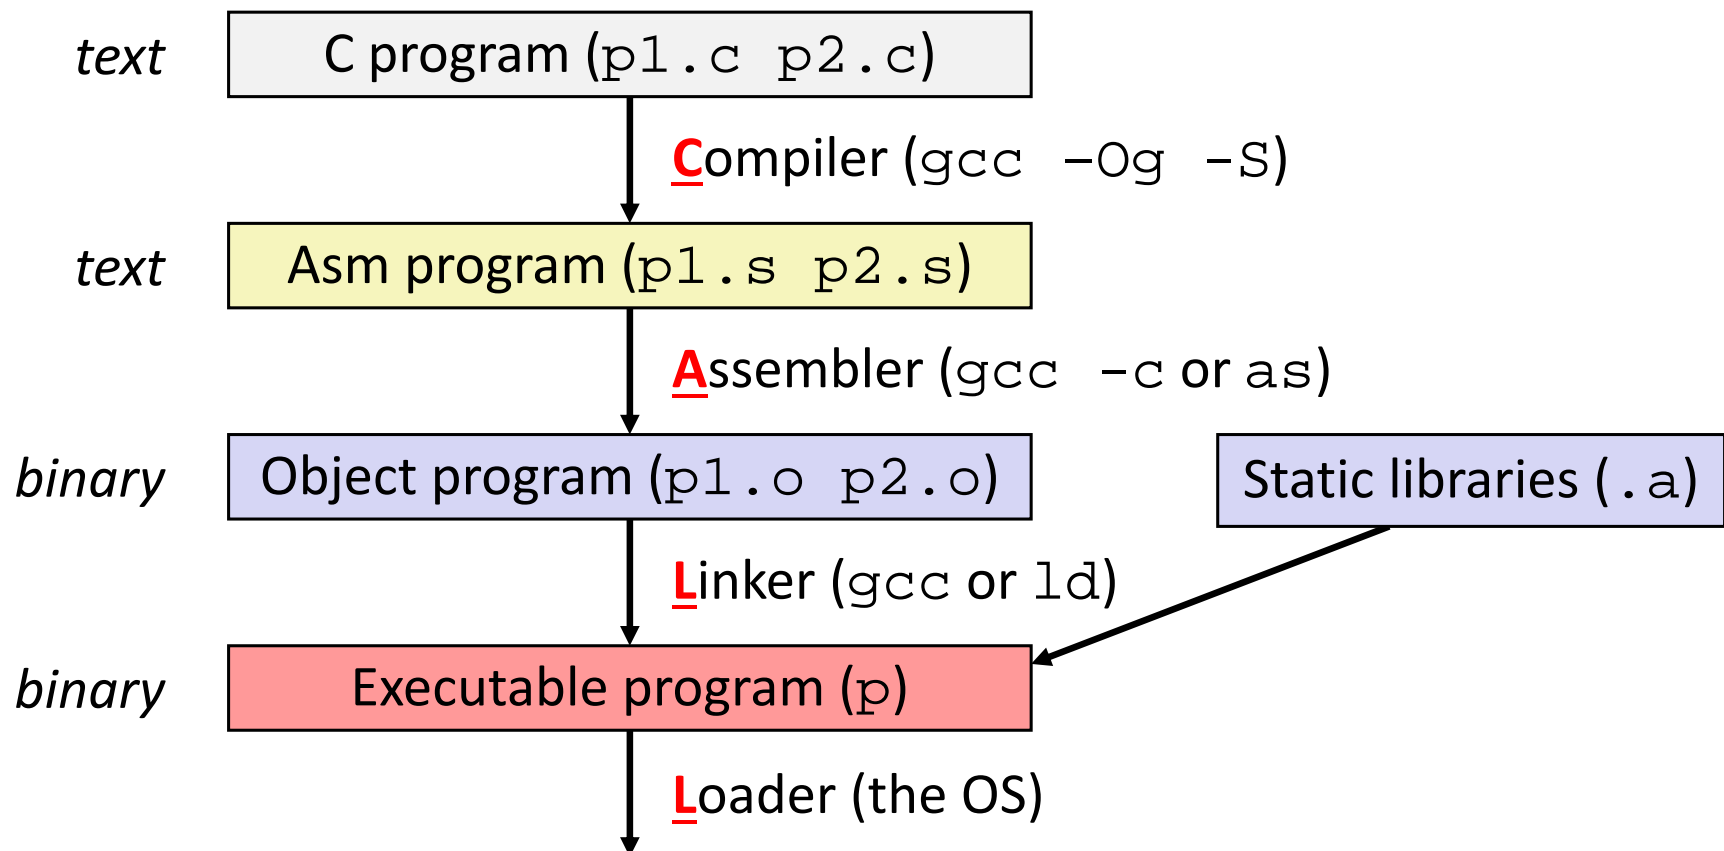 text
C program (p1.c p2.c)
Compiler (gcc -Og -S)
text
Asm program (p1.s p2.s)
Assembler (gcc -c or as)
binary
Object program (p1.o p2.o)
Static libraries (.a)
Linker (gcc or ld)
binary
Executable program (p)
Loader (the OS)